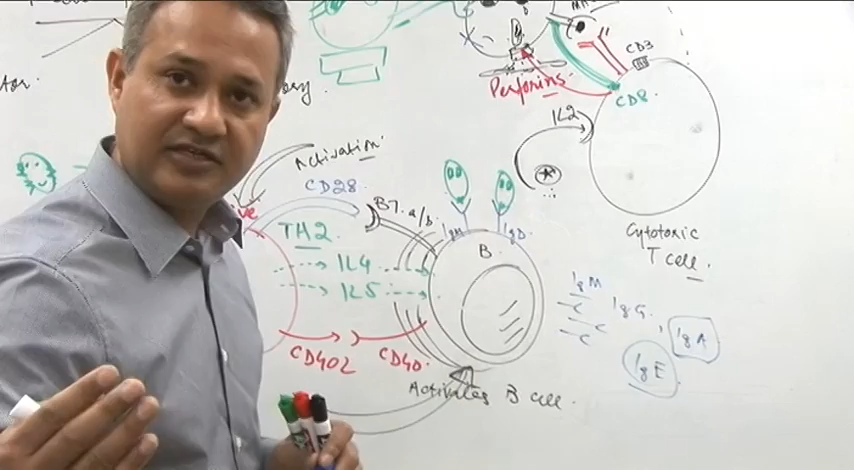 CD3
Perforins
CD8
IL2
Activation
CD28
B7.a/b
TH2
IgM
IgD
B
Cytotoxic
T cell.
IL4
IL5
IgM
IgG
IgA
IgE
CD402
CD40
Activates B cell.